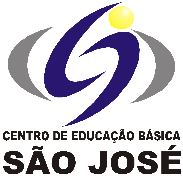 CENTRO DE EDUCAÇÃO BÁSICA
SÃO JOSÉ